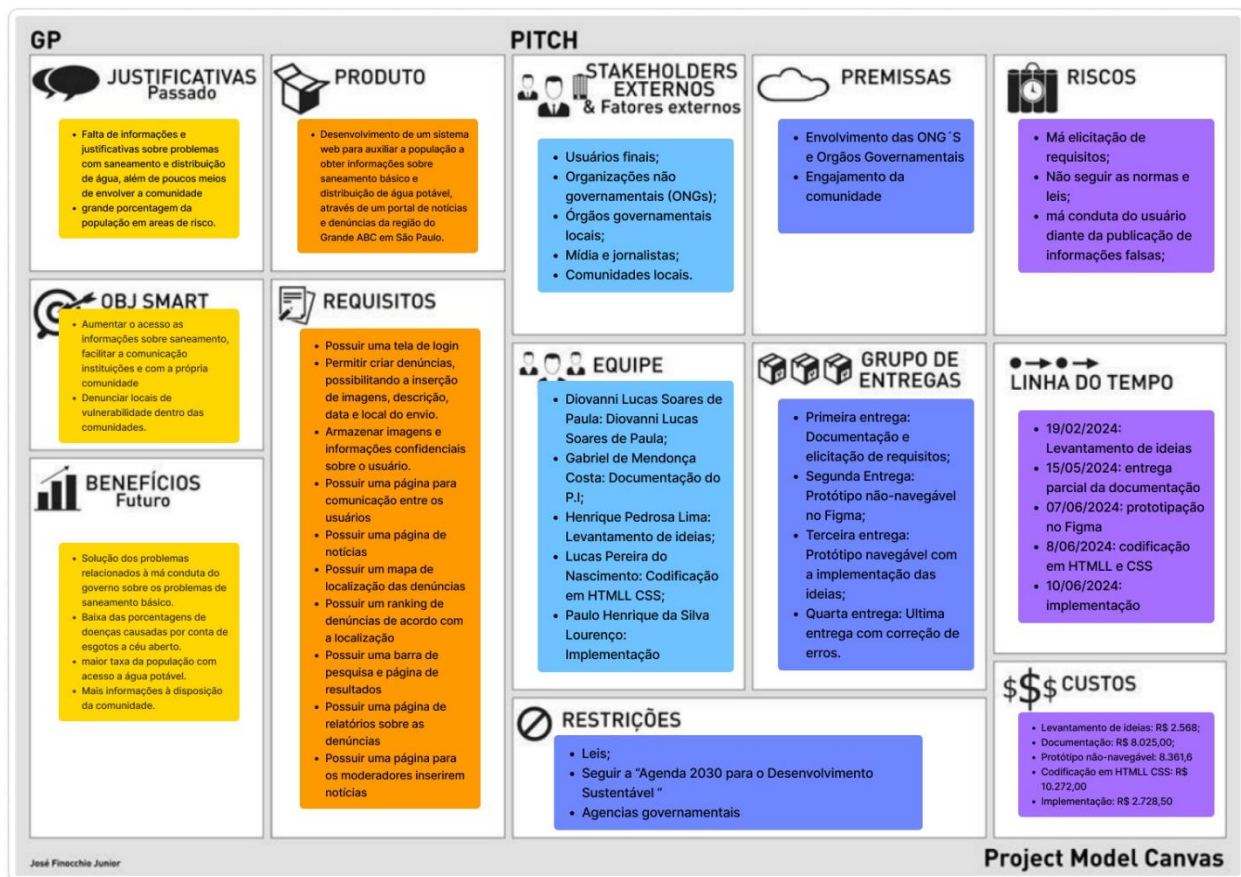 GP
PITCH
JUSTIFICATIVAS
Passado
• Falta de informações e
justificativas sobre problemas
com saneamento e distribuição
de água, além de poucos meios
de envolver a comunidade
• grande porcentagem da
população em areas de risco.
PRODUTO
• Desenvolvimento de um sistema
web para auxiliar a população a
obter informações sobre
saneamento básico e
distribuição de água potável,
através de um portal de notícias
e denúncias da região do
Grande ABC em São Paulo.
STAKEHOLDERS
EXTERNOS
& Fatores externos
• Usuários finais;
• Organizações não
governamentais (ONGs);
• Órgãos governamentais
locais;
• Mídia e jornalistas;
• Comunidades locais.
PREMISSAS
• Envolvimento das ONG´S
e Orgãos Governamentais
• Engajamento da
comunidade
RISCOS
• Má elicitação de
requisitos;
• Não seguir as normas e
leis;
• má conduta do usuário
diante da publicação de
informações falsas;
OBJ SMART
• Aumentar o acesso as
informações sobre saneamento,
facilitar a comunicação
instituições e com a própria
comunidade
• Denunciar locais de
vulnerabilidade dentro das
comunidades.
REQUISITOS
• Possuir uma tela de login
• Permitir criar denúncias,
possibilitando a inserção
de imagens, descrição,
data e local do envio.
• Armazenar imagens e
informações confidenciais
sobre o usuário.
• Possuir uma página para
comunicação entre os
usuários
• Possuir uma página de
notícias
• Possuir um mapa de
localização das denúncias
• Possuir um ranking de
denúncias de acordo com
a localização
• Possuir uma barra de
pesquisa e página de
resultados
• Possuir uma página de
relatórios sobre as
denúncias
• Possuir uma página para
os moderadores inserirem
notícias
EQUIPE
• Diovanni Lucas Soares de
Paula: Diovanni Lucas
Soares de Paula;
• Gabriel de Mendonça
Costa: Documentação do
P.I;
• Henrique Pedrosa Lima:
Levantamento de ideias;
• Lucas Pereira do
Nascimento: Codificação
em HTMLL CSS;
• Paulo Henrique da Silva
Lourenço:
Implementação
GRUPO DE
ENTREGAS
• Primeira entrega:
Documentação e
elicitação de requisitos;
• Segunda Entrega:
Protótipo não-navegável
no Figma;
• Terceira entrega:
Protótipo navegável com
a implementação das
ideias;
• Quarta entrega: Ultima
entrega com correção de
erros.
LINHA DO TEMPO
• 19/02/2024:
Levantamento de ideias
• 15/05/2024: entrega
parcial da documentação
• 07/06/2024: prototipação
no Figma
• 8/06/2024: codificação
em HTMLL e CSS
• 10/06/2024:
implementação
BENEFÍCIOS
Futuro
• Solução dos problemas
relacionados à má conduta do
governo sobre os problemas de
saneamento básico.
• Baixa das porcentagens de
doenças causadas por conta de
esgotos a céu aberto.
• maior taxa da população com
acesso a água potável.
• Mais informações à disposição
da comunidade.
RESTRIÇÕES
• Leis;
• Seguir a “Agenda 2030 para o Desenvolvimento
Sustentável ”
• Agencias governamentais
$$$ CUSTOS
• Levantamento de ideias: R$ 2.568;
• Documentação: R$ 8.025,00;
• Protótipo não-navegável: 8.361,6
• Codificação em HTMLL CSS: R$
10.272,00
• Implementação: R$ 2.728,50
José Finocchio Junior
Project Model Canvas